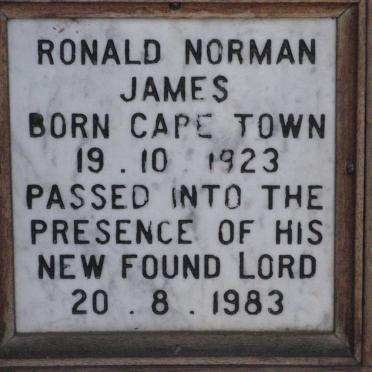 RONALD NORMAN
JAMES
BORN CAPE TOWN
19 . 10 . 1923
PASSED INTO THE
PRESENCE OF HIS
NEW FOUND LORD
20 . 8 . 1983